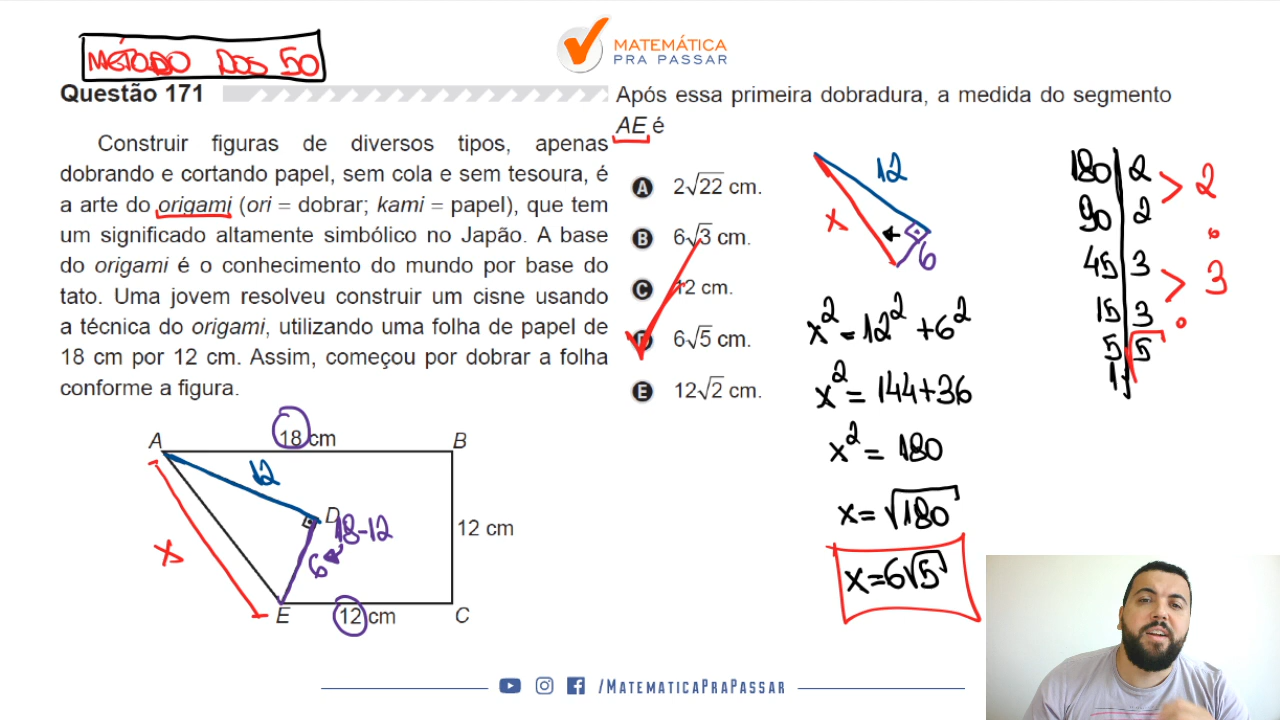 MÉTODO DOS 50
MATEMÁTICA
PRA PASSAR
Questão 171
Construir figuras de diversos tipos, apenas
dobrando e cortando papel, sem cola e sem tesoura, é
a arte do origami (ori = dobrar; kami = papel), que tem
um significado altamente simbólico no Japão. A base
do origami é o conhecimento do mundo por base do
tato. Uma jovem resolveu construir um cisne usando
a técnica do origami, utilizando uma folha de papel de
18 cm por 12 cm. Assim, começou por dobrar a folha
conforme a figura.
A 18 cm B
12
D
18-12
6
12 cm
x
E 12 cm C
Após essa primeira dobradura, a medida do segmento
AE é
A 2√22 cm.
B 6√3 cm.
C 12 cm.
D 6√5 cm.
E 12√2 cm.
12
x
6
x² = 12² + 6²
x² = 144+36
x² = 180
x = √180
x = 6√5
180 2
90 2
45 3
15 3
5 5
1
2
.
3
.
/MatematicaPraPassar